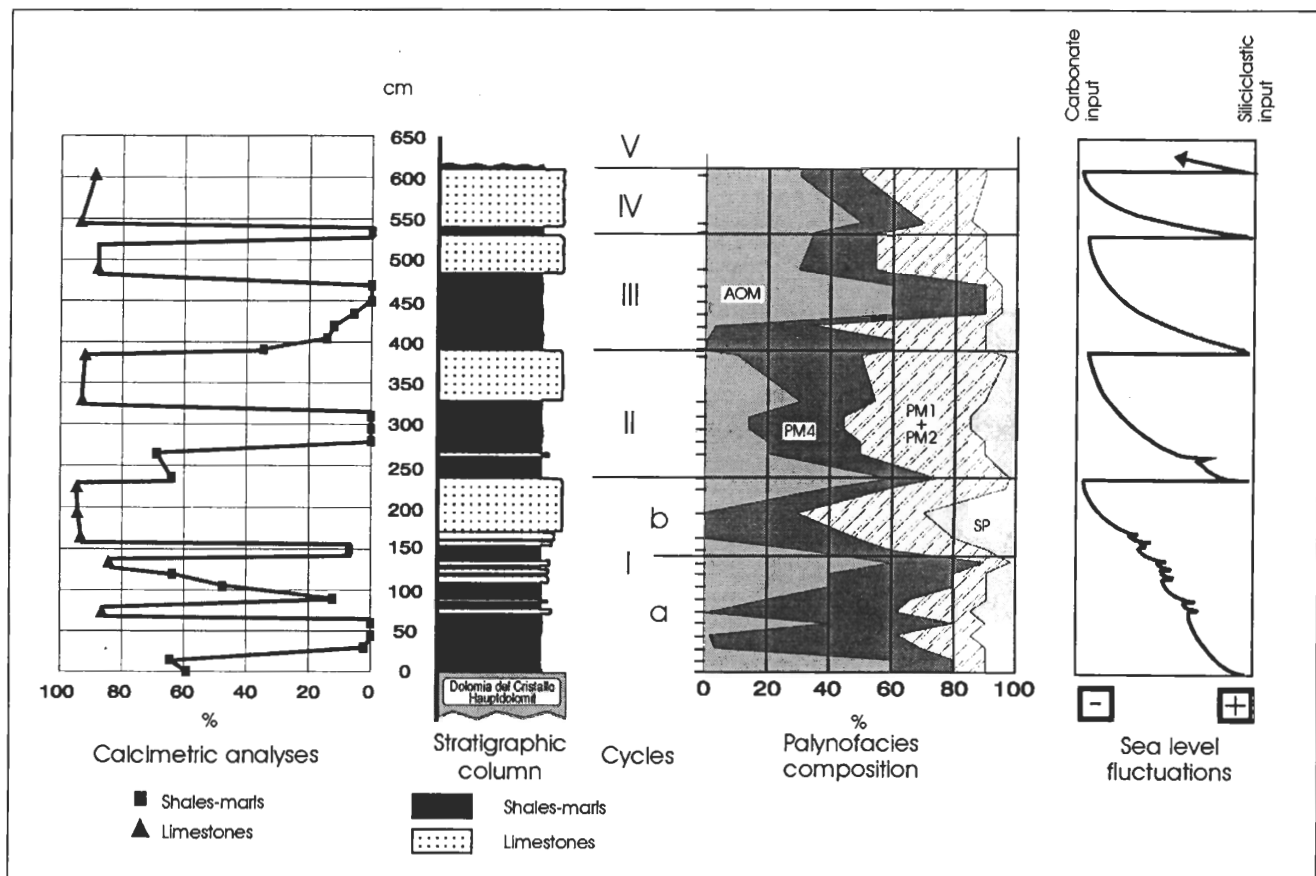 Carbonate input
Siliciclastic input
cm
650
600
550
500
450
400
350
300
250
200
150
100
50
0
100
80
60
40
20
0
%
Calcimetric analyses
Shales-marls
Limestones
Dolomia del Cristallo
Hauptdolomit
Stratigraphic
column
Shales-marls
Limestones
V
IV
III
II
b
I
a
Cycles
AOM
PM4
PM1
+
PM2
SP
0
20
40
60
80
100
%
Palynofacies
composition
-
+
Sea level
fluctuations